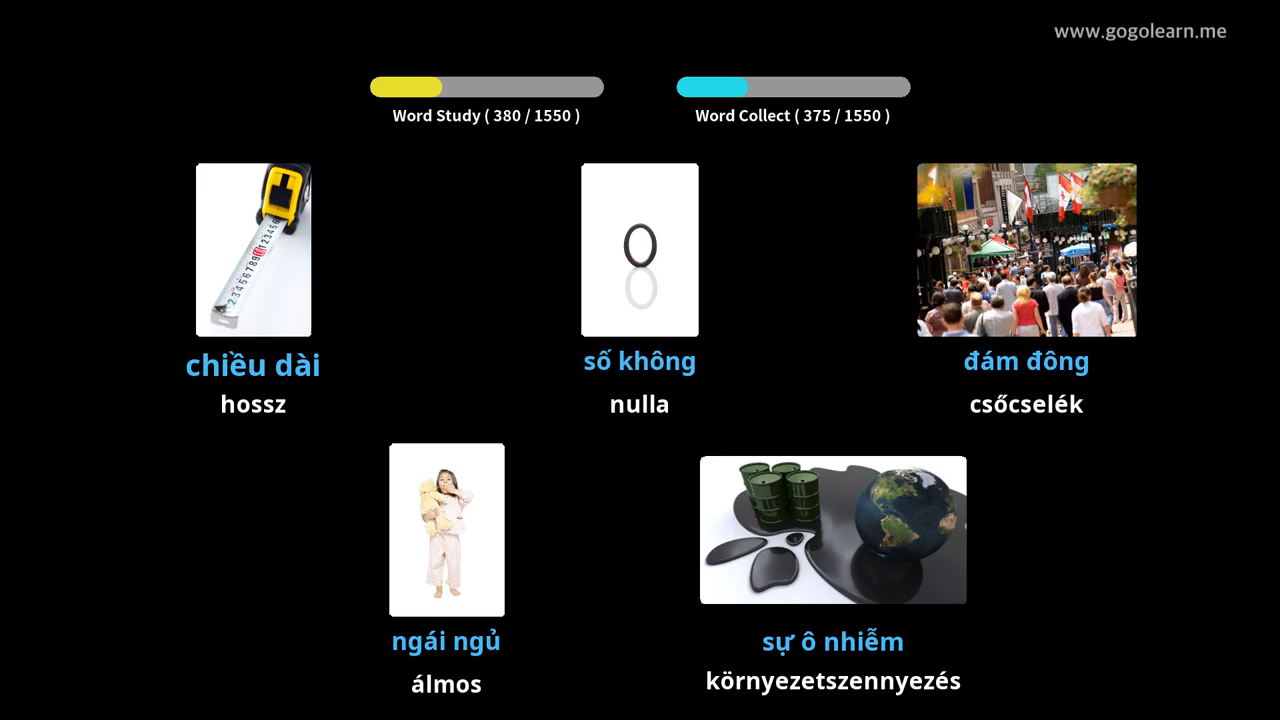 www.gogolearn.me
Word Study ( 380 / 1550 )
Word Collect ( 375 / 1550 )
chiều dài
hossz
số không
nulla
đám đông
csőcselék
ngái ngủ
álmos
sự ô nhiễm
környezetszennyezés